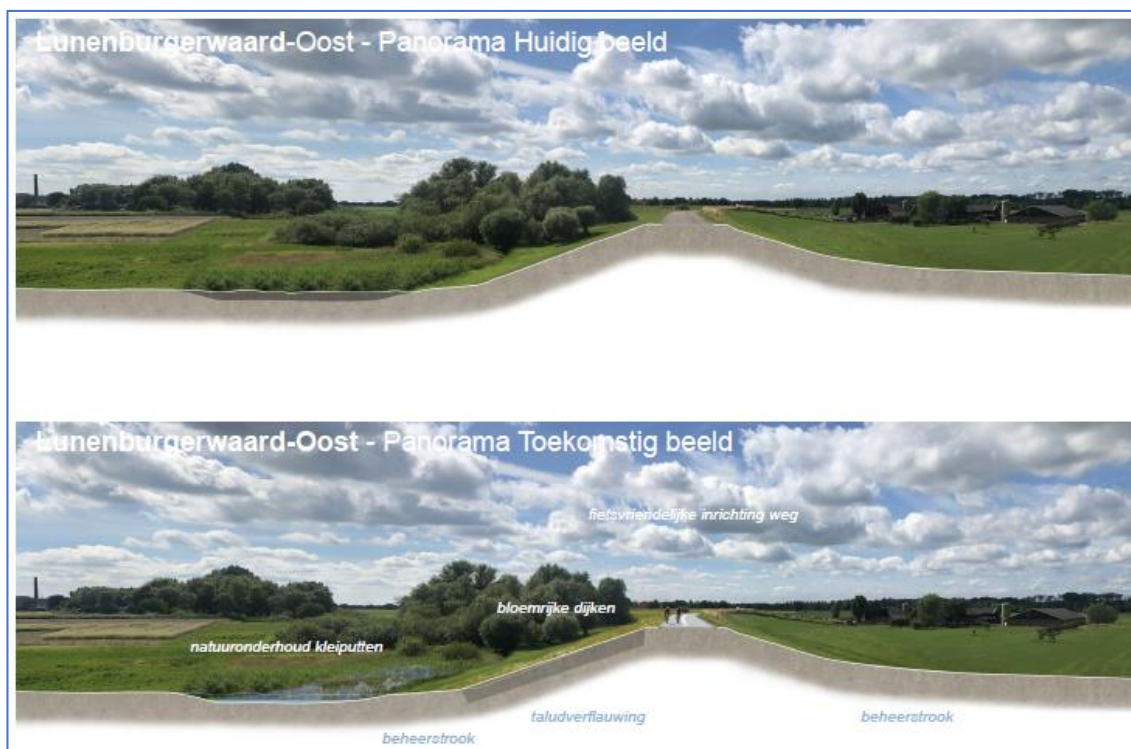 Lunenburgerwaard-Oost - Panorama Huidig beeld
Lunenburgerwaard-Oost - Panorama Toekomstig beeld
fietsvriendelijke inrichting weg
bloemrijke dijken
natuuronderhoud kleiputten
taludverflauwing
beheerstrook
beheerstrook